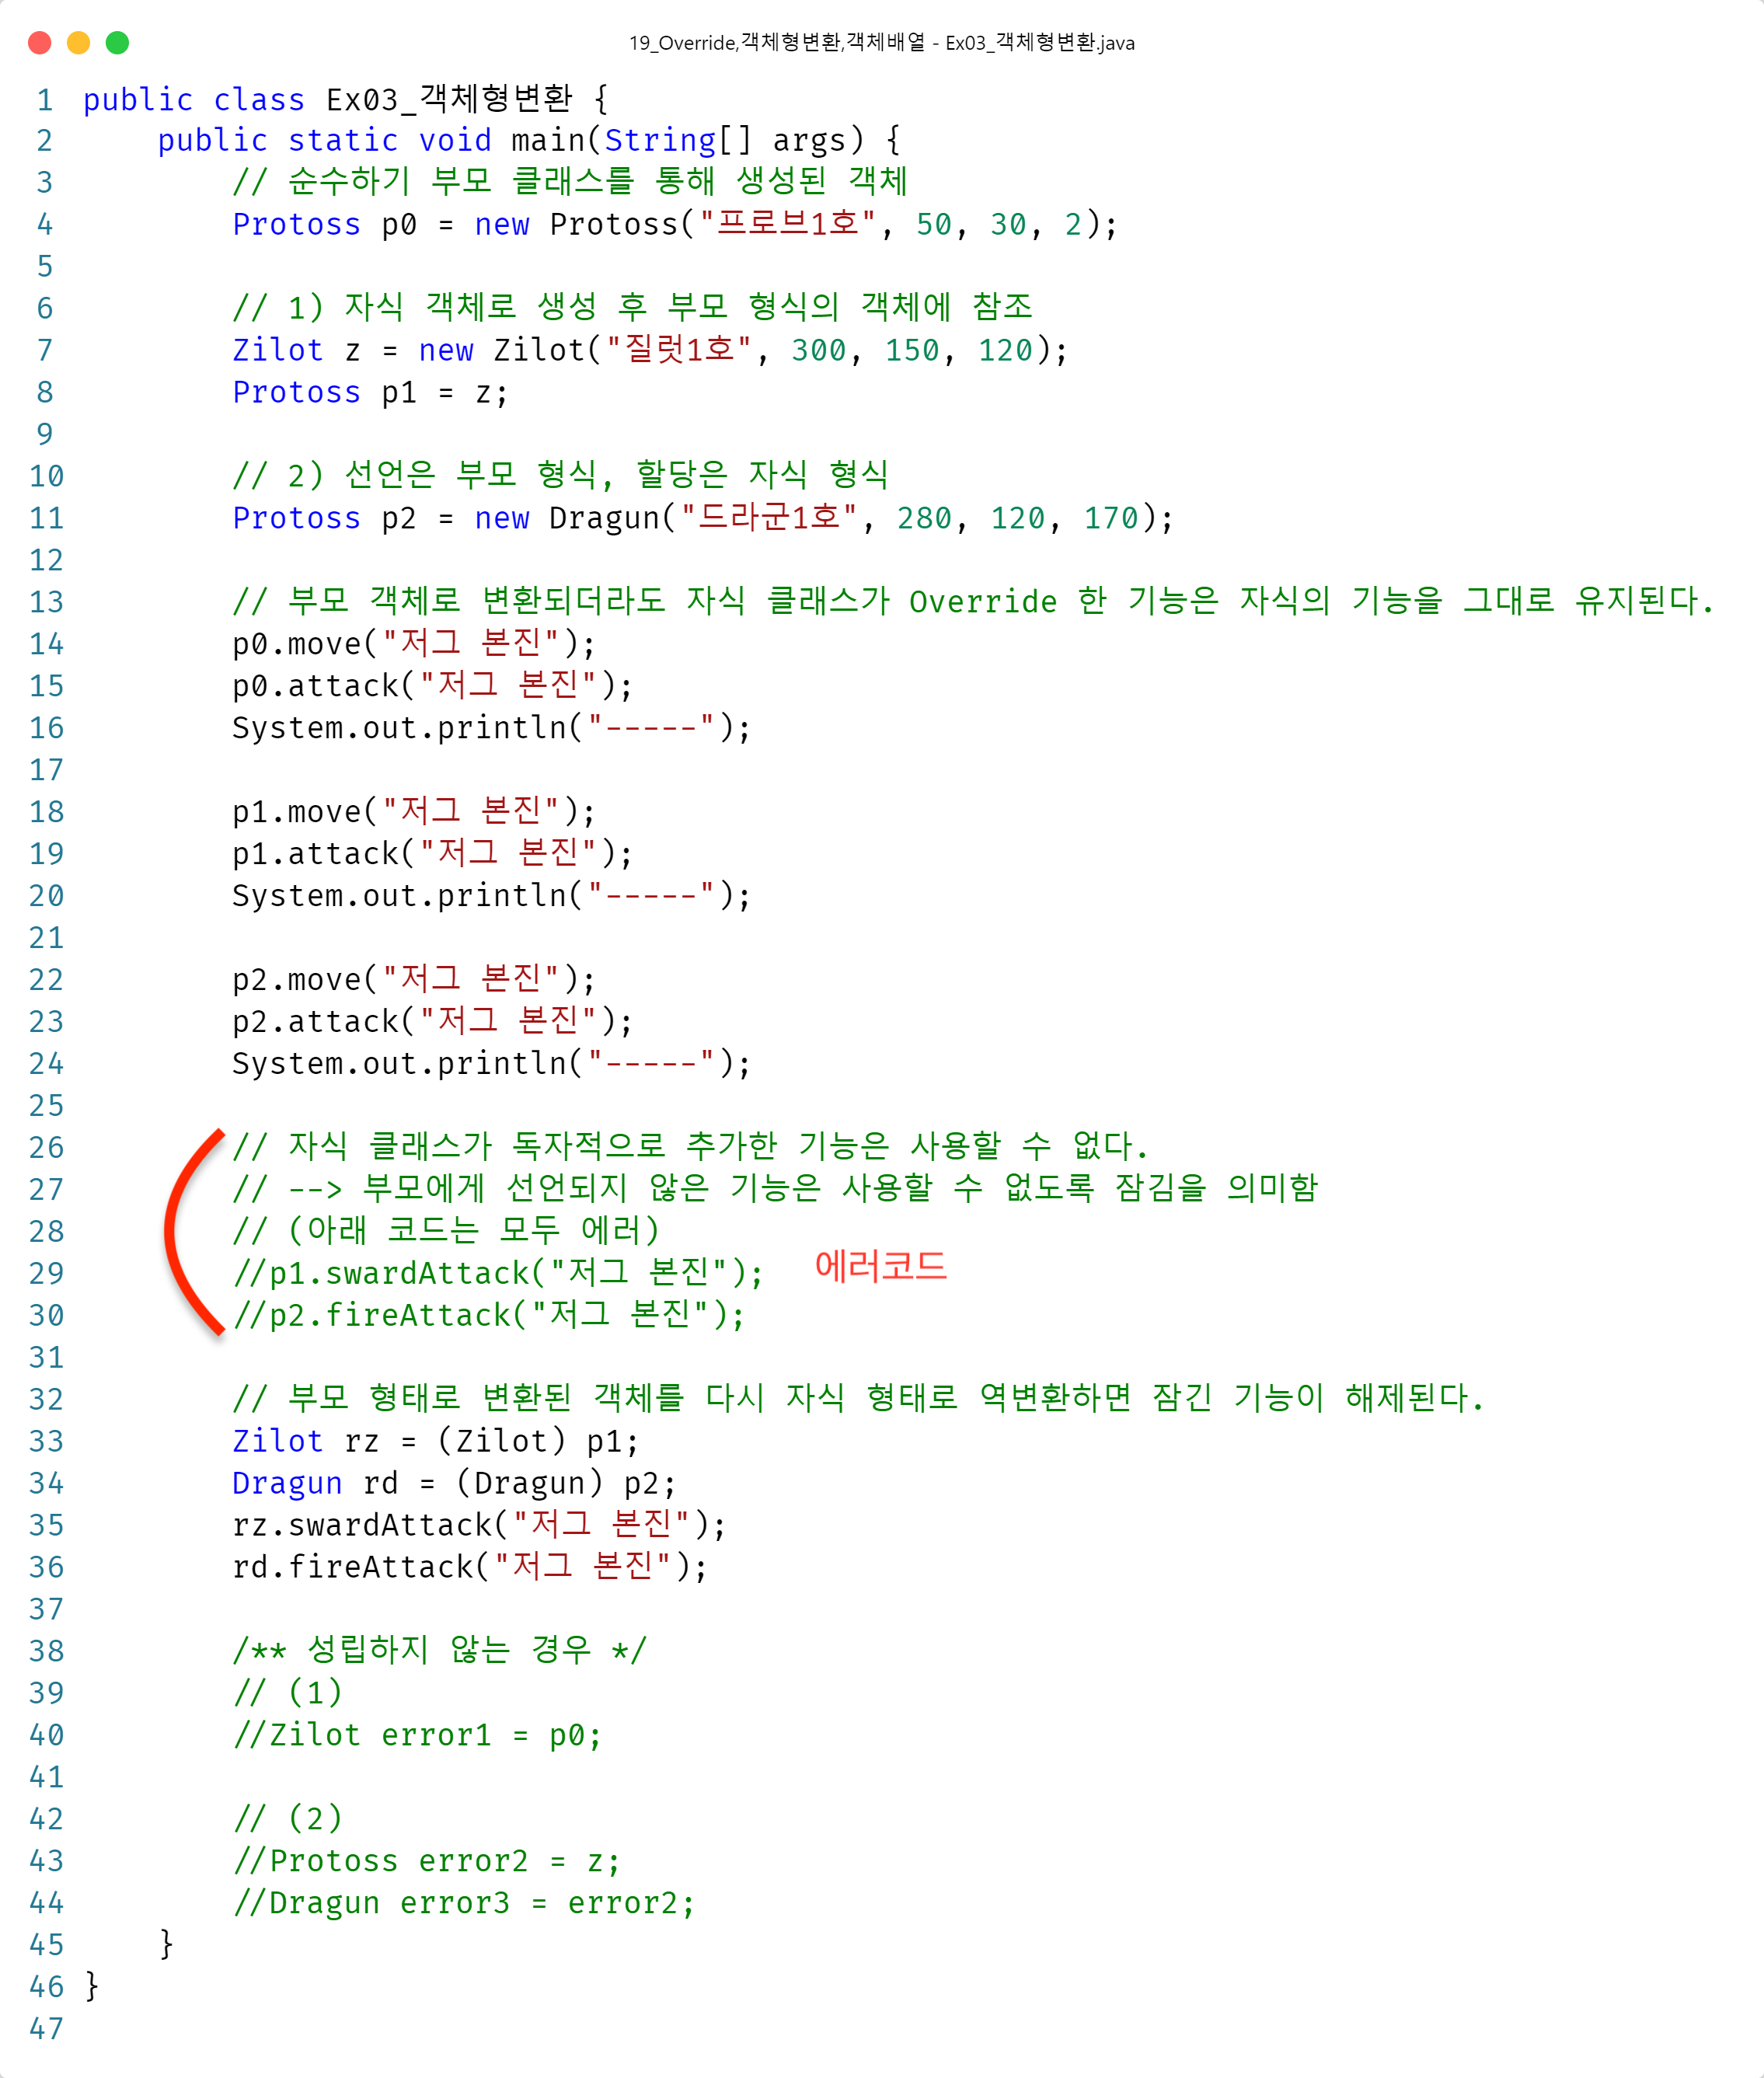 19_Override,객체형변환,객체배열 - Ex03_객체형변환.java
1 public class Ex03_객체형변환 {
2     public static void main(String[] args) {
3         // 순수하기 부모 클래스를 통해 생성된 객체
4         Protoss p0 = new Protoss("프로브1호", 50, 30, 2);
5
6         // 1) 자식 객체로 생성 후 부모 형식의 객체에 참조
7         Zilot z = new Zilot("질럿1호", 300, 150, 120);
8         Protoss p1 = z;
9
10         // 2) 선언은 부모 형식, 할당은 자식 형식
11         Protoss p2 = new Dragun("드라군1호", 280, 120, 170);
12
13         // 부모 객체로 변환되더라도 자식 클래스가 Override 한 기능은 자식의 기능을 그대로 유지된다.
14         p0.move("저그 본진");
15         p0.attack("저그 본진");
16         System.out.println("-----");
17
18         p1.move("저그 본진");
19         p1.attack("저그 본진");
20         System.out.println("-----");
21
22         p2.move("저그 본진");
23         p2.attack("저그 본진");
24         System.out.println("-----");
25
26         // 자식 클래스가 독자적으로 추가한 기능은 사용할 수 없다.
27         // --> 부모에게 선언되지 않은 기능은 사용할 수 없도록 잠김을 의미함
28         // (아래 코드는 모두 에러)
29         //p1.swardAttack("저그 본진"); 에러코드
30         //p2.fireAttack("저그 본진");
31
32         // 부모 형태로 변환된 객체를 다시 자식 형태로 역변환하면 잠긴 기능이 해제된다.
33         Zilot rz = (Zilot) p1;
34         Dragun rd = (Dragun) p2;
35         rz.swardAttack("저그 본진");
36         rd.fireAttack("저그 본진");
37
38         /** 성립하지 않는 경우 */
39         // (1)
40         //Zilot error1 = p0;
41
42         // (2)
43         //Protoss error2 = z;
44         //Dragun error3 = error2;
45     }
46 }
47